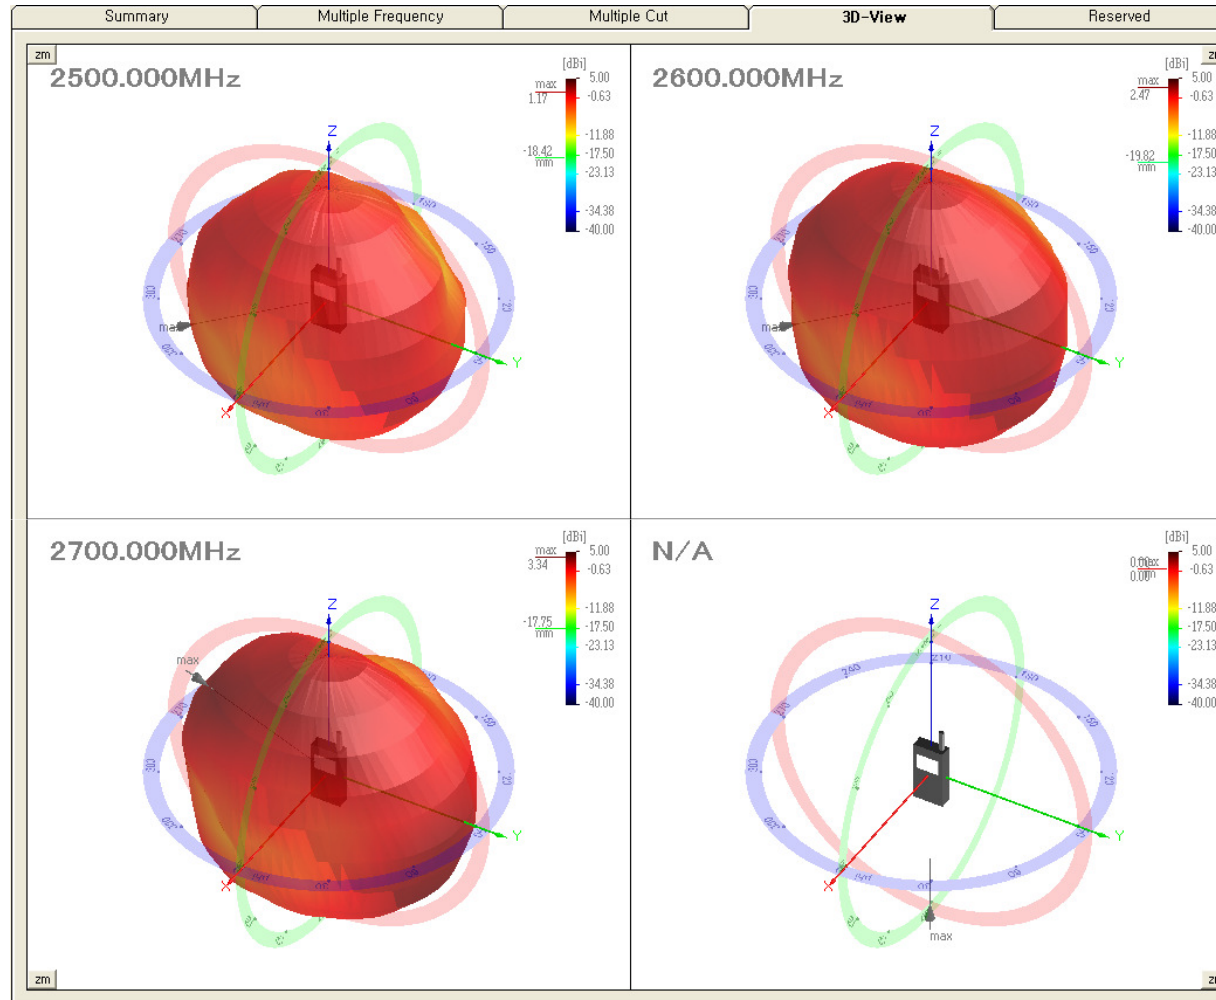 Summary
Multiple Frequency
Multiple Cut
3D-View
Reserved
zm
2500.000MHz
[dBi]
max
1.17
-18.42
min
5.00
-0.63
-11.88
-17.50
-23.13
-34.38
-40.00
Z
Y
X
max
2600.000MHz
[dBi]
max
2.47
-19.82
min
5.00
-0.63
-11.88
-17.50
-23.13
-34.38
-40.00
Z
Y
X
max
2700.000MHz
[dBi]
max
3.34
-17.75
min
5.00
-0.63
-11.88
-17.50
-23.13
-34.38
-40.00
Z
Y
X
max
zm
N/A
[dBi]
0.00
5.00
-0.63
-11.88
-17.50
-23.13
-34.38
-40.00
Z
210
240
Y
X
max